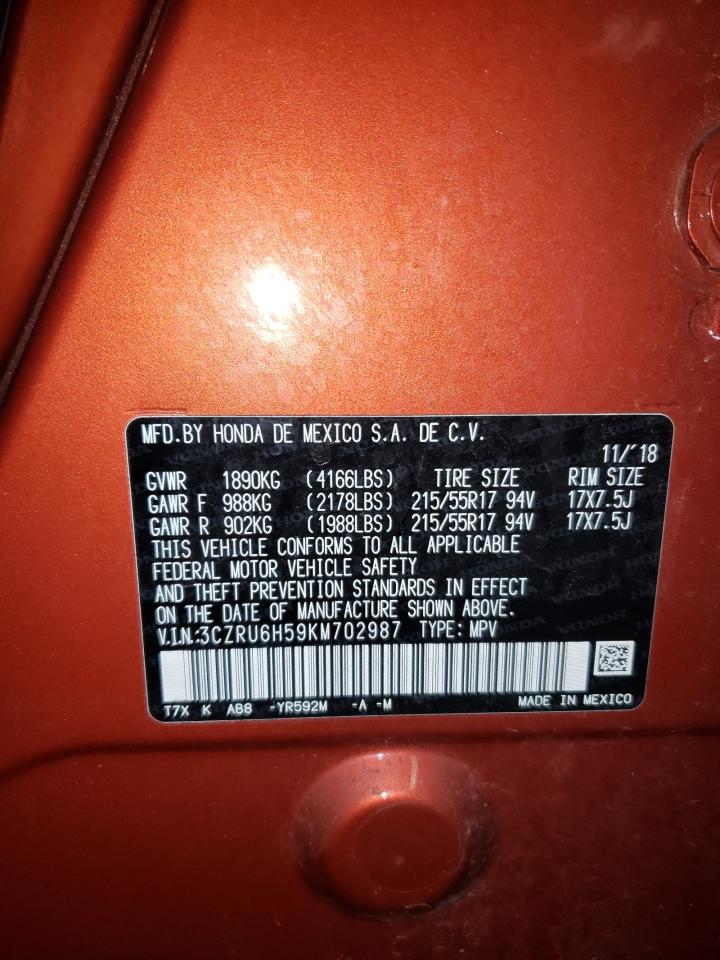 MFD.BY HONDA DE MEXICO S.A. DE C.V.
11/'18
GVWR 1890KG (4166LBS) TIRE SIZE RIM SIZE
GAWR F 988KG (2178LBS) 215/55R17 94V 17X7.5J
GAWR R 902KG (1988LBS) 215/55R17 94V 17X7.5J
THIS VEHICLE CONFORMS TO ALL APPLICABLE
FEDERAL MOTOR VEHICLE SAFETY
AND THEFT PREVENTION STANDARDS IN EFFECT
ON THE DATE OF MANUFACTURE SHOWN ABOVE.
V.I.N.:3CZRU6H59KM702987 TYPE: MPV
T7X K AB8 -YR592M -A -M MADE IN MEXICO